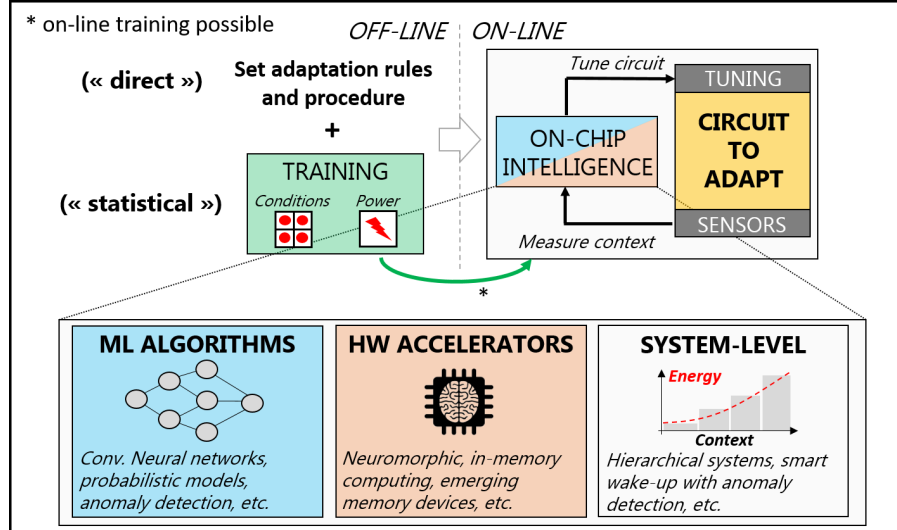 * on-line training possible
OFF-LINE
ON-LINE
(« direct »)
Set adaptation rules
and procedure
+
(« statistical »)
TRAINING
Conditions
Power
Tune circuit
TUNING
ON-CHIP
INTELLIGENCE
CIRCUIT
TO
ADAPT
SENSORS
Measure context
*
ML ALGORITHMS
Conv. Neural networks,
probabilistic models,
anomaly detection, etc.
HW ACCELERATORS
Neuromorphic, in-memory
computing, emerging
memory devices, etc.
SYSTEM-LEVEL
Energy
Context
Hierarchical systems, smart
wake-up with anomaly
detection, etc.